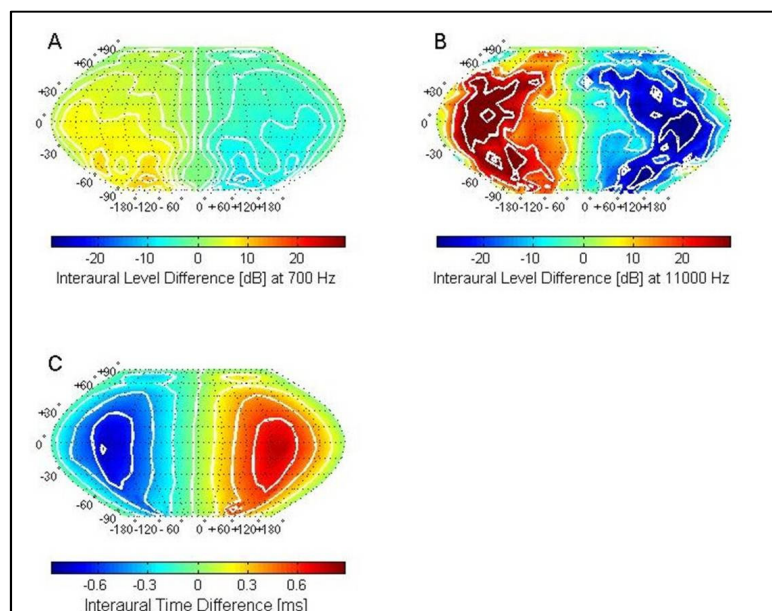 A
+90°
+60°
+30°
0°
-30
-60
-90
-180 -120 - 60 0 + 60 +120 +180
-20 -10 0 10 20
Interaural Level Difference [dB] at 700 Hz
B
+90°
+60°
+30°
0°
-30
-60
-90
-180 -120 - 60 0 + 60 +120 +180
-20 -10 0 10 20
Interaural Level Difference [dB] at 11000 Hz
C
+90°
+60°
+30°
0°
-30
-60
-90
-180 -120 - 60 0 + 60 +120 +180
-0.6 -0.3 0 0.3 0.6
Interaural Time Difference [ms]